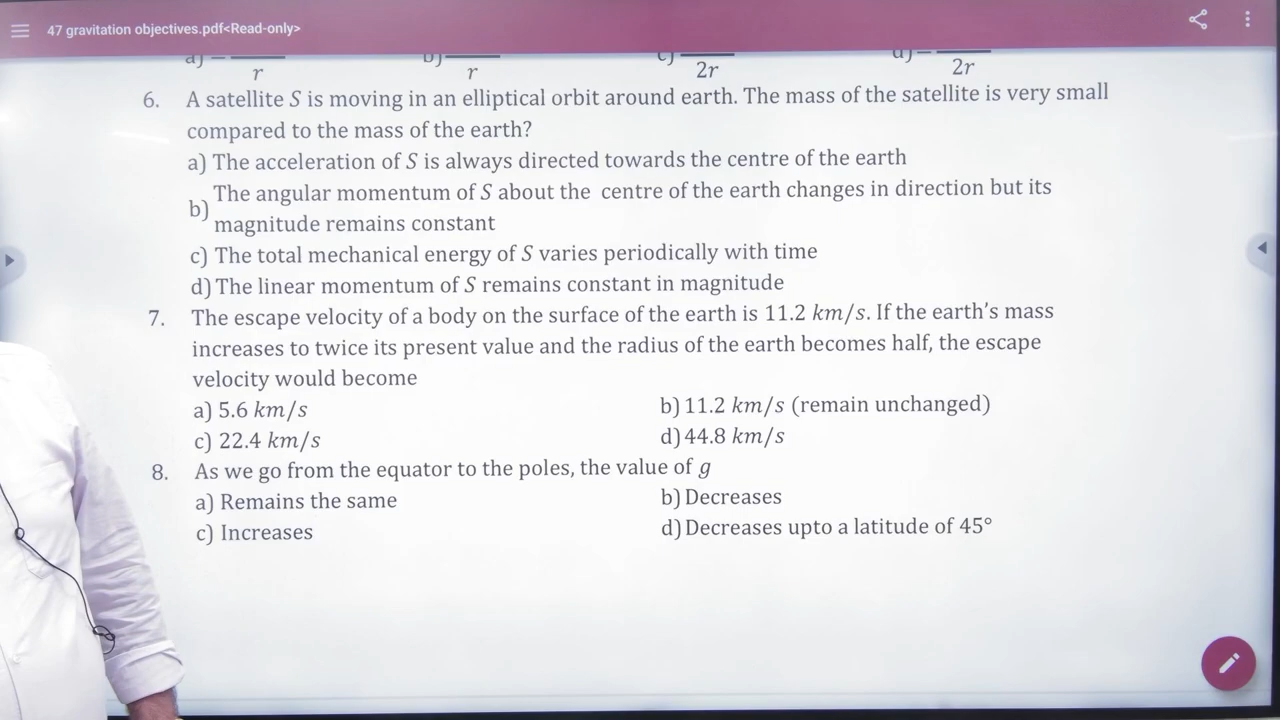 47 gravitation objectives.pdf<Read-only>
r r 2r 2r
6. A satellite S is moving in an elliptical orbit around earth. The mass of the satellite is very small
compared to the mass of the earth?
a) The acceleration of S is always directed towards the centre of the earth
b) The angular momentum of S about the centre of the earth changes in direction but its
magnitude remains constant
c) The total mechanical energy of S varies periodically with time
d) The linear momentum of S remains constant in magnitude
7. The escape velocity of a body on the surface of the earth is 11.2 km/s. If the earth's mass
increases to twice its present value and the radius of the earth becomes half, the escape
velocity would become
a) 5.6 km/s b) 11.2 km/s (remain unchanged)
c) 22.4 km/s d) 44.8 km/s
8. As we go from the equator to the poles, the value of g
a) Remains the same b) Decreases
c) Increases d) Decreases upto a latitude of 45°